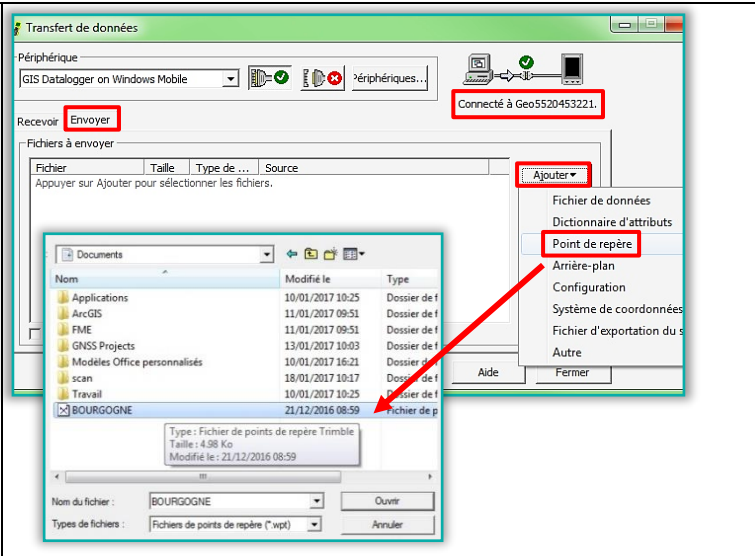 Transfert de données
Périphérique
GIS Datalogger on Windows Mobile
Périphériques...
Connecté à Geo5520453221.
Recevoir Envoyer
Fichiers à envoyer
Fichier Taille Type de ... Source
Appuyer sur Ajouter pour sélectionner les fichiers.
Ajouter
Fichier de données
Dictionnaire d'attributs
Point de repère
Arrière-plan
Configuration
Système de coordonnées
Fichier d'exportation du s
Autre
Aide Fermer
Documents
Nom Modifié le Type
Applications 10/01/2017 10:25 Dossier de f
ArcGIS 11/01/2017 09:51 Dossier de f
FME 11/01/2017 09:51 Dossier de f
GNSS Projects 13/01/2017 10:03 Dossier de f
Modèles Office personnalisés 10/01/2017 16:21 Dossier de f
scan 18/01/2017 10:17 Dossier de f
Travail 10/01/2017 10:25 Dossier de f
BOURGOGNE 21/12/2016 08:59 Fichier de p
Type : Fichier de points de repère Trimble
Taille : 4.98 Ko
Modifié le : 21/12/2016 08:59
Nom du fichier : BOURGOGNE Ouvrir
Types de fichiers : Fichiers de points de repère (*.wpt) Annuler